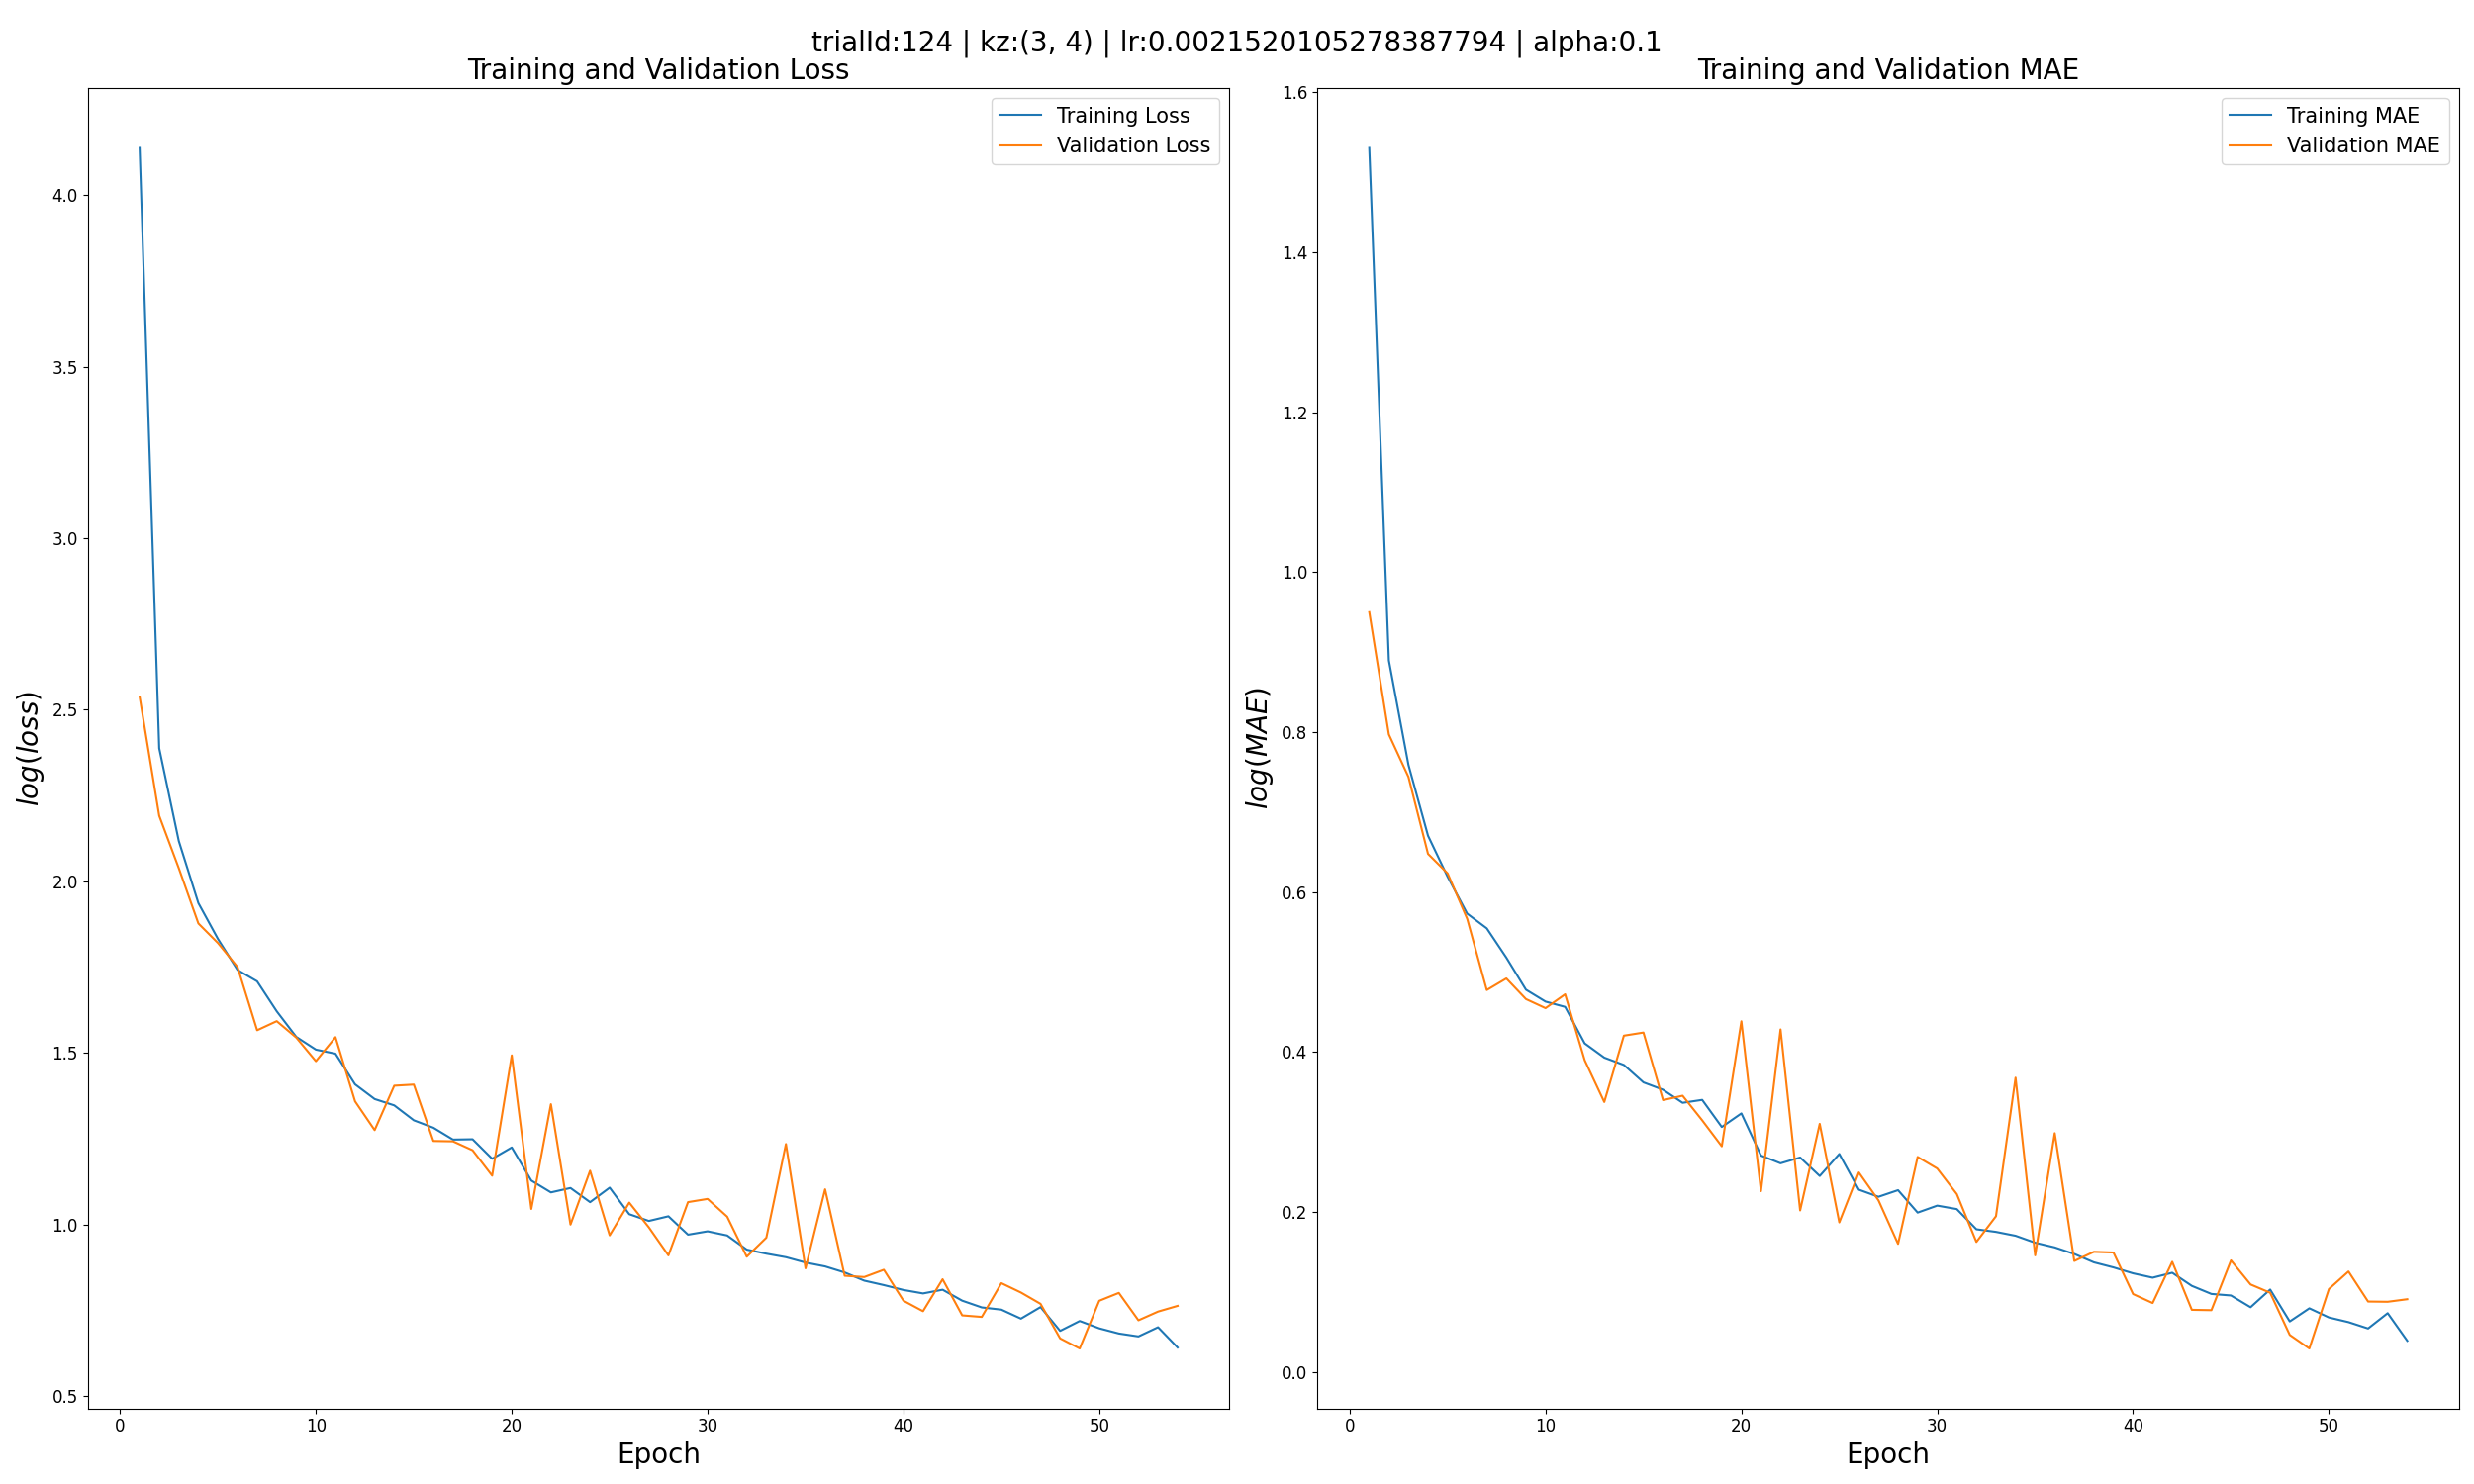 trialId:124 | kz:(3, 4) | lr:0.0021520105278387794 | alpha:0.1
Training and Validation Loss
Training Loss
Validation Loss
4.0
3.5
3.0
2.5
2.0
1.5
1.0
0.5
log(loss)
0 10 20 30 40 50
Epoch
Training and Validation MAE
Training MAE
Validation MAE
1.6
1.4
1.2
1.0
0.8
0.6
0.4
0.2
0.0
log(MAE)
0 10 20 30 40 50
Epoch